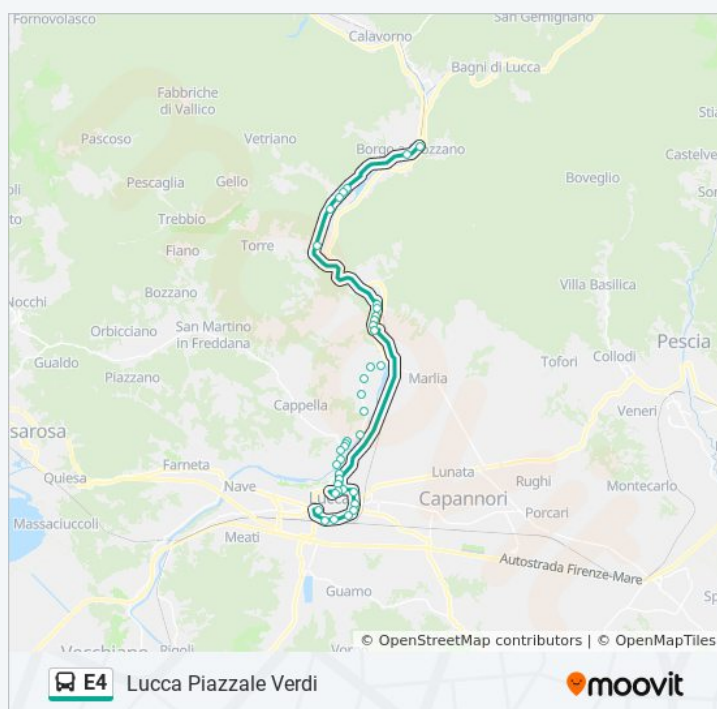 Fornovolasco
San Gemignano
Calavorno
Bagni di Lucca
Fabbriche
di Vallico
Pascoso
Vetriano
Pescaglia
Gello
Boveglio
Castelve
Trebbio
Fiano
Torre
Villa Basilica
Nocchi
Bozzano
Orbicciano
San Martino
in Freddana
Pescia
Gualdo
Piazzano
Marlia
Tofori
Collodi
Cappella
Veneri
sarosa
Farneta
Lunata
Quiesa
Nave
Rughi
Montecarlo
Capannori
Porcari
Massaciuccoli
Meati
Autostrada Firenze-Mare
Guamo
© OpenStreetMap contributors | © OpenMapTiles
E4 Lucca Piazzale Verdi
moovit